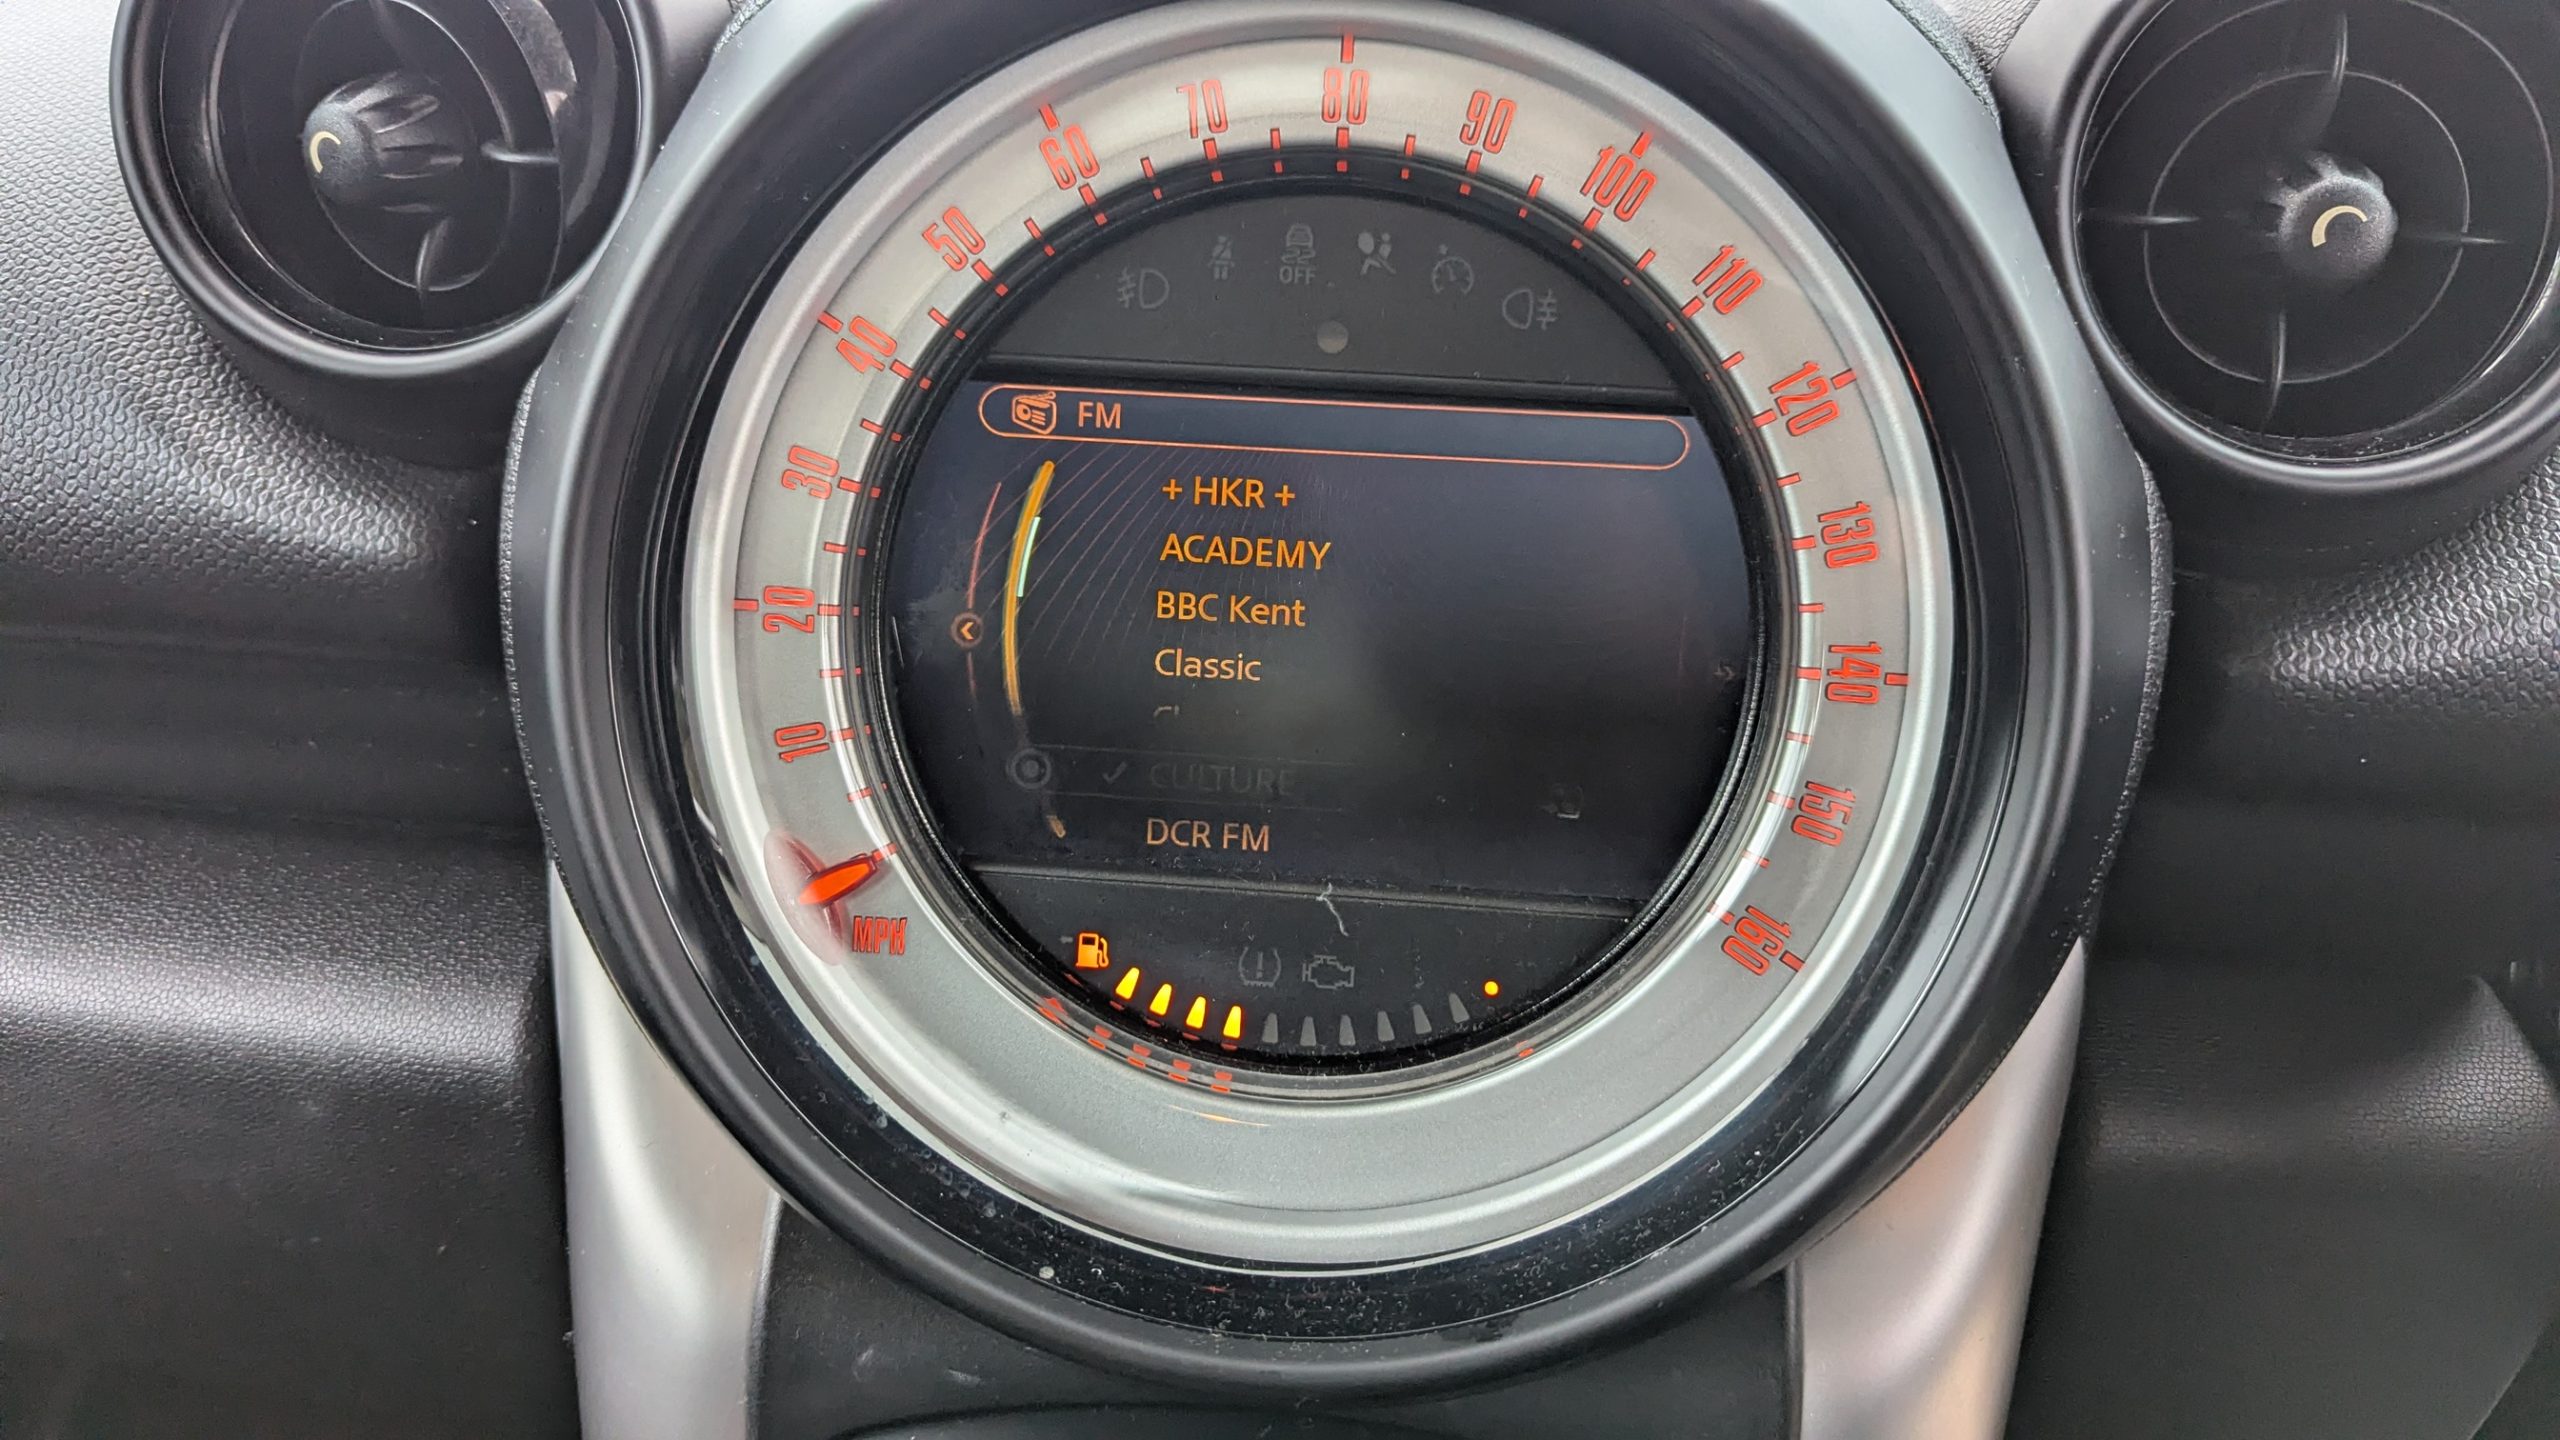 10
20
30
40
50
60
70
80
90
100
110
120
130
140
150
160
MPH
OFF
FM
+ HKR +
ACADEMY
BBC Kent
Classic
CULTURE
DCR FM